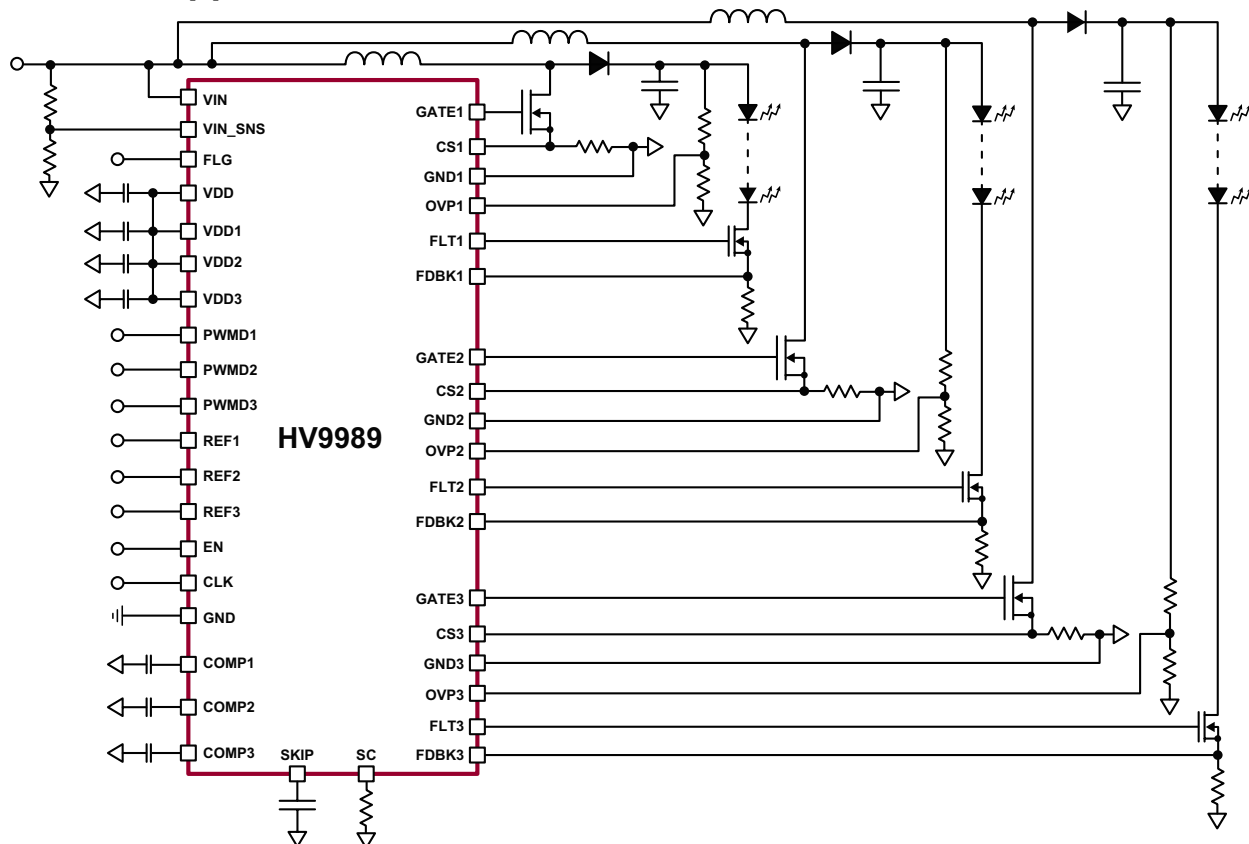 VIN
VIN_SNS
FLG
VDD
VDD1
VDD2
VDD3
PWMD1
PWMD2
PWMD3
REF1
REF2
REF3
EN
CLK
GND
COMP1
COMP2
COMP3
HV9989
SKIP
SC
GATE1
CS1
GND1
OVP1
FLT1
FDBK1
GATE2
CS2
GND2
OVP2
FLT2
FDBK2
GATE3
CS3
GND3
OVP3
FLT3
FDBK3